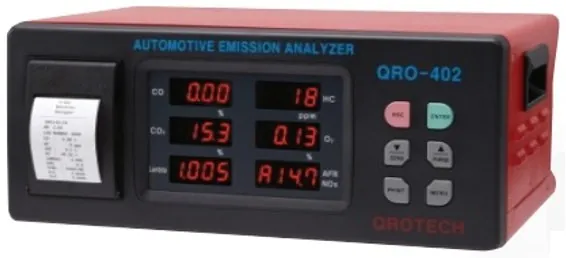 AUTOMOTIVE EMISSION ANALYZER
QRO-402
CO 0.00 %
18 HC ppm
CO₂ 15.3 %
0.13 O₂ %
Lambda 1.005
A14.7 AFR NOx
ESC ENTER
ZERO PURGE
PRINT MENU
QROTECH